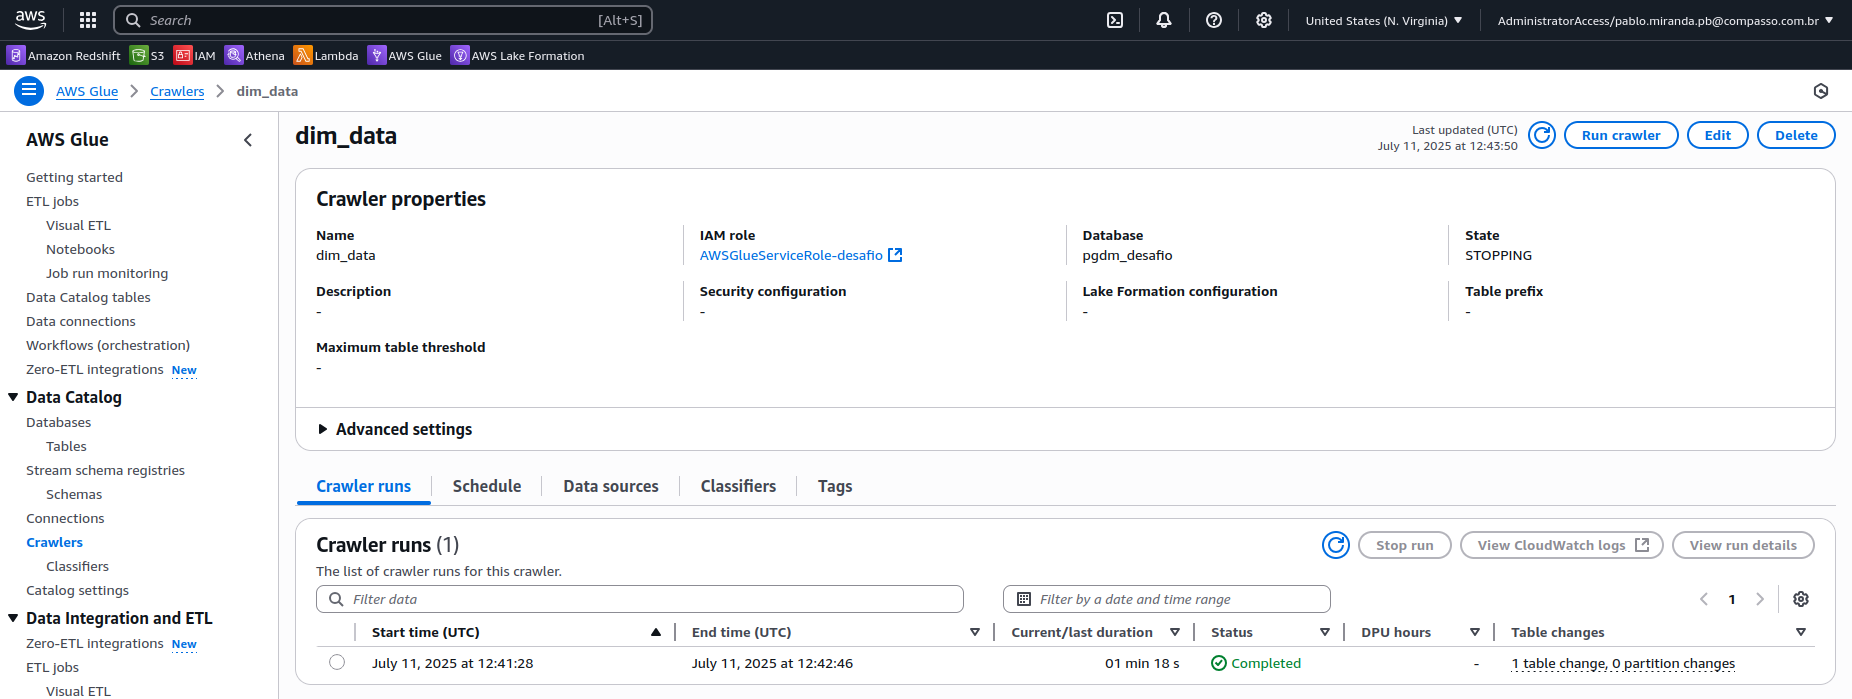 aws
Search [Alt+S]
United States (N. Virginia)
AdministratorAccess/pablo.miranda.pb@compasso.com.br
Amazon Redshift S3 IAM Athena Lambda AWS Glue AWS Lake Formation
AWS Glue Crawlers dim_data
AWS Glue
Getting started
ETL jobs
Visual ETL
Notebooks
Job run monitoring
Data Catalog tables
Data connections
Workflows (orchestration)
Zero-ETL integrations New
Data Catalog
Databases
Tables
Stream schema registries
Schemas
Connections
Crawlers
Classifiers
Catalog settings
Data Integration and ETL
Zero-ETL integrations New
ETL jobs
Visual ETL
dim_data
Last updated (UTC)
July 11, 2025 at 12:43:50
Run crawler
Edit
Delete
Crawler properties
Name
dim_data
IAM role
AWSGlueServiceRole-desafio
Database
pgdm_desafio
State
STOPPING
Description
-
Security configuration
-
Lake Formation configuration
-
Table prefix
-
Maximum table threshold
-
Advanced settings
Crawler runs Schedule Data sources Classifiers Tags
Crawler runs (1)
The list of crawler runs for this crawler.
Stop run
View CloudWatch logs
View run details
Filter data
Filter by a date and time range
1
Start time (UTC) End time (UTC) Current/last duration Status DPU hours Table changes
July 11, 2025 at 12:41:28 July 11, 2025 at 12:42:46 01 min 18 s Completed - 1 table change, 0 partition changes